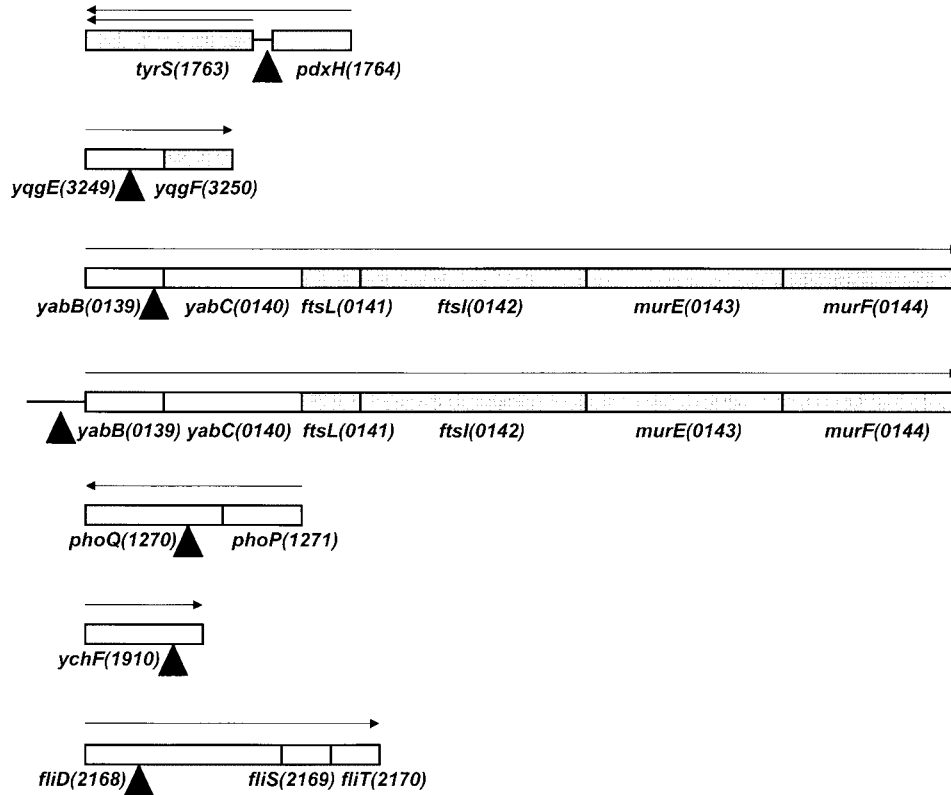 tyrS(1763) pdxH(1764)
yqgE(3249) yqgF(3250)
yabB(0139) yabC(0140) ftsL(0141) ftsI(0142) murE(0143) murF(0144)
yabB(0139) yabC(0140) ftsL(0141) ftsI(0142) murE(0143) murF(0144)
phoQ(1270) phoP(1271)
ychF(1910)
fliD(2168) fliS(2169) fliT(2170)